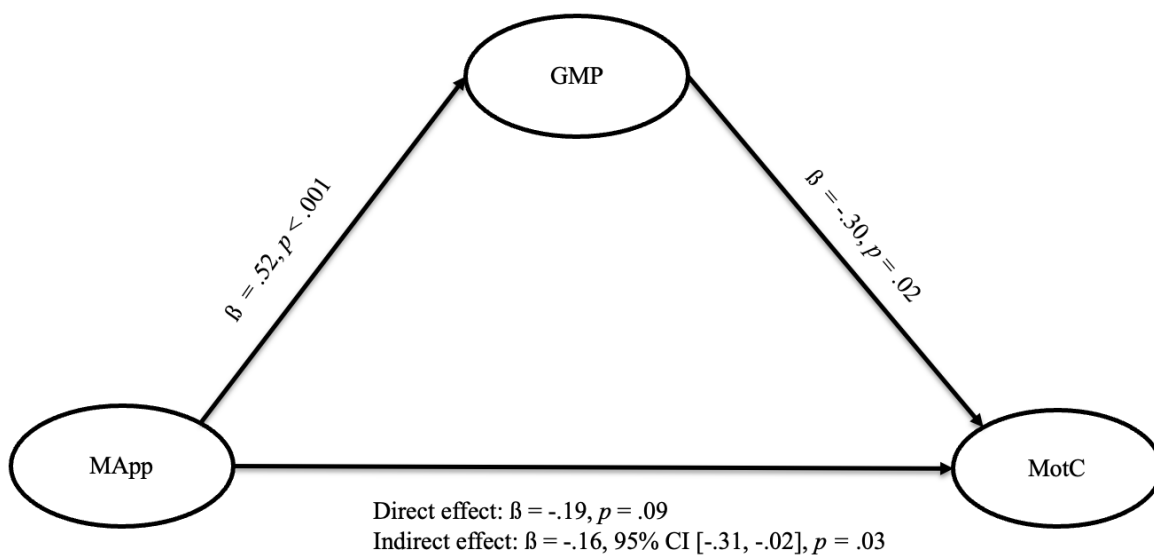 GMP
ß = .52, p < .001
ß = -.30, p = .02
MApp
MotC
Direct effect: ß = -.19, p = .09
Indirect effect: ß = -.16, 95% CI [-.31, -.02], p = .03